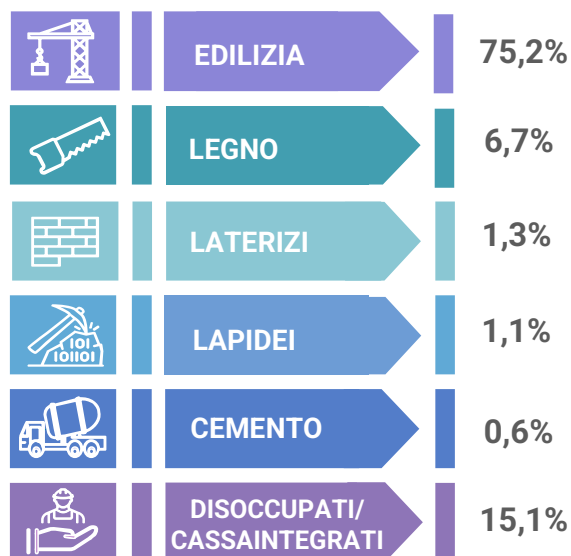 EDILIZIA
75,2%
LEGNO
6,7%
LATERIZI
1,3%
101
101101
LAPIDEI
1,1%
CEMENTO
0,6%
DISOCCUPATI/
CASSAINTEGRATI
15,1%